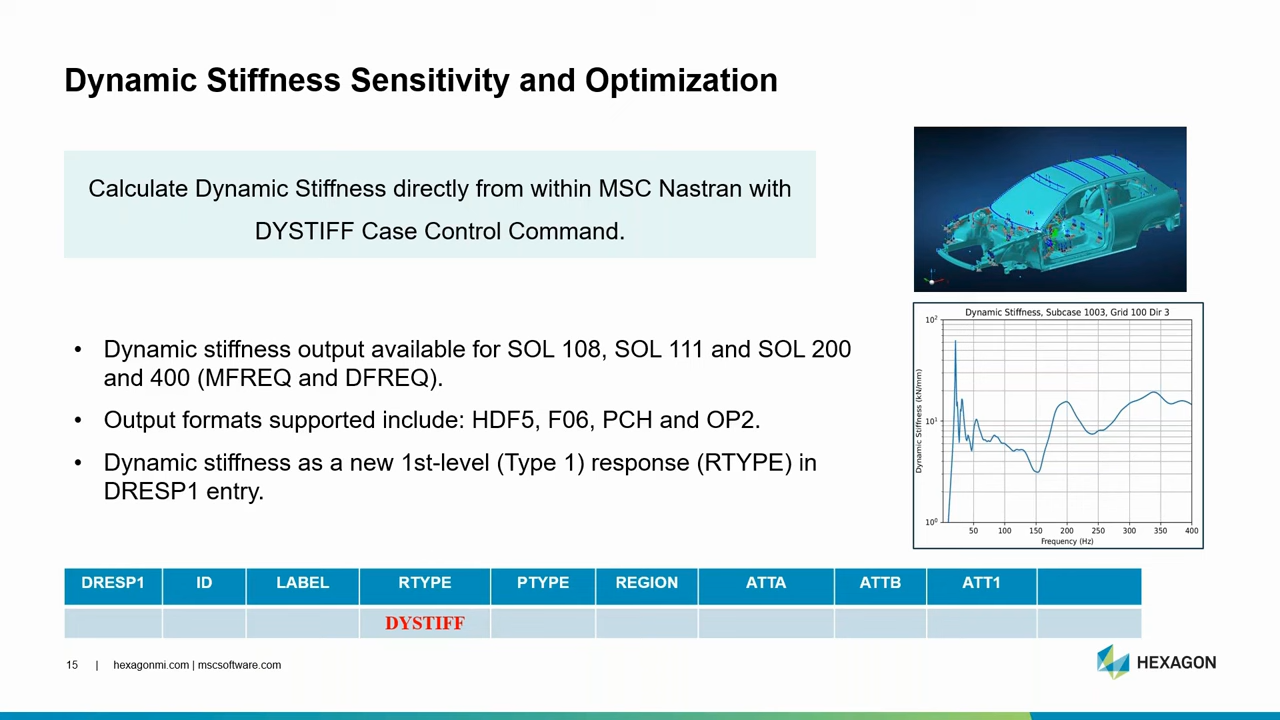 Dynamic Stiffness Sensitivity and Optimization
Calculate Dynamic Stiffness directly from within MSC Nastran with
DYSTIFF Case Control Command.
• Dynamic stiffness output available for SOL 108, SOL 111 and SOL 200
and 400 (MFREQ and DFREQ).
• Output formats supported include: HDF5, F06, PCH and OP2.
• Dynamic stiffness as a new 1st-level (Type 1) response (RTYPE) in
DRESP1 entry.
Dynamic Stiffness, Subcase 1003, Grid 100 Dir 3
Dynamic Stiffness (kN/mm)
10²
10¹
10⁰
50 100 150 200 250 300 350 400
Frequency (Hz)
DRESP1 ID LABEL RTYPE PTYPE REGION ATTA ATTB ATT1
DYSTIFF
15 | hexagonmi.com | mscsoftware.com
HEXAGON